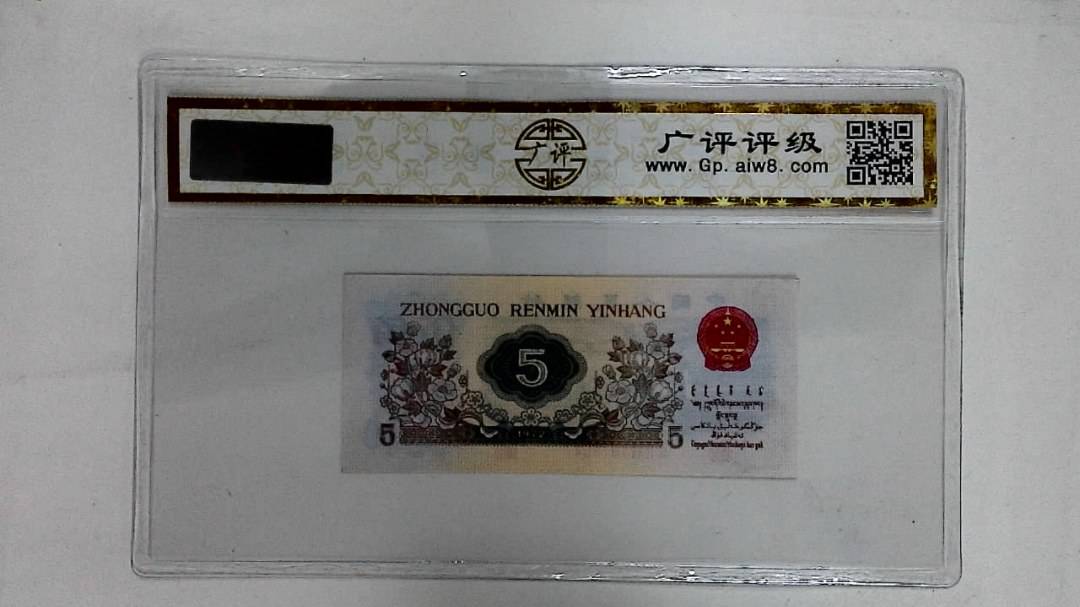 广评
广评评级
www.Gp.aiw8.com
ZHONGGUO RENMIN YINHANG
5
5 5